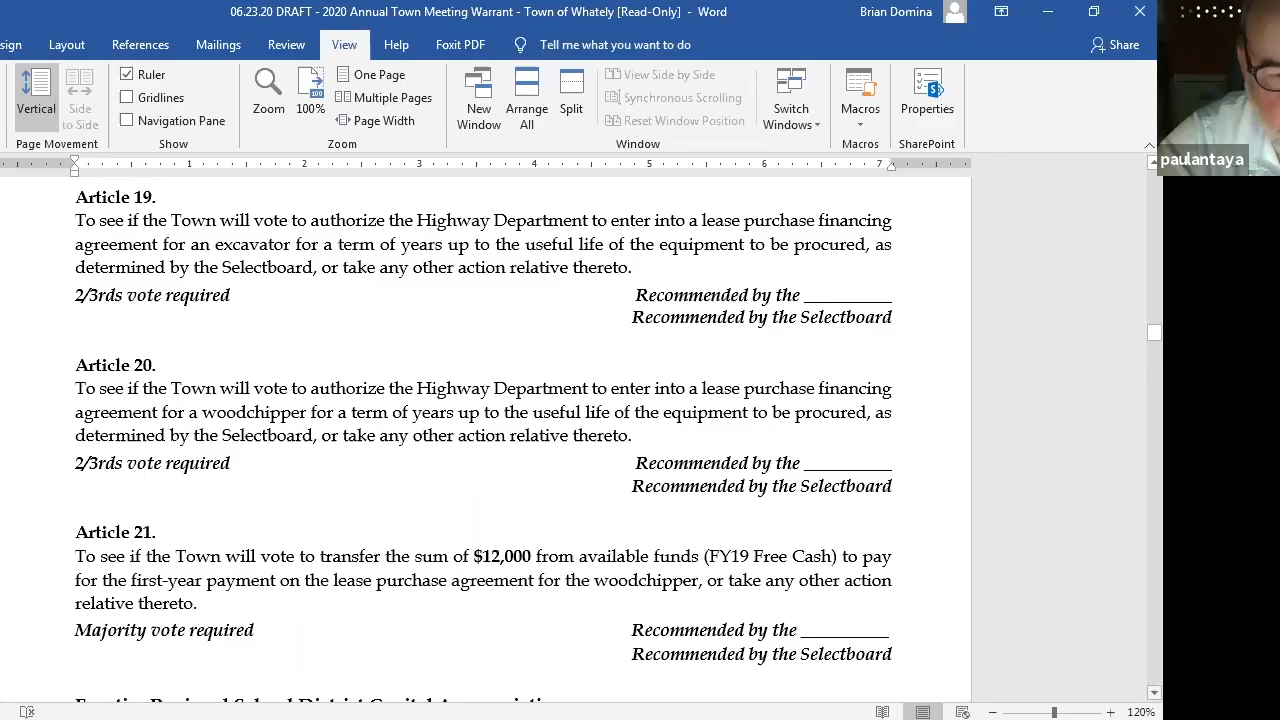 06.23.20 DRAFT - 2020 Annual Town Meeting Warrant - Town of Whately [Read-Only] - Word
Brian Domina
sign Layout References Mailings Review View Help Foxit PDF Tell me what you want to do Share
Vertical
Side to Side
Page Movement
Ruler
Gridlines
Navigation Pane
Show
Zoom
100
100%
One Page
Multiple Pages
Page Width
Zoom
New Window
Arrange All
Split
View Side by Side
Synchronous Scrolling
Reset Window Position
Window
Switch Windows
Macros
Macros
Properties
SharePoint
paulantaya
1 2 3 4 5 6 7
Article 19.
To see if the Town will vote to authorize the Highway Department to enter into a lease purchase financing
agreement for an excavator for a term of years up to the useful life of the equipment to be procured, as
determined by the Selectboard, or take any other action relative thereto.
2/3rds vote required Recommended by the __________
Recommended by the Selectboard
Article 20.
To see if the Town will vote to authorize the Highway Department to enter into a lease purchase financing
agreement for a woodchipper for a term of years up to the useful life of the equipment to be procured, as
determined by the Selectboard, or take any other action relative thereto.
2/3rds vote required Recommended by the __________
Recommended by the Selectboard
Article 21.
To see if the Town will vote to transfer the sum of $12,000 from available funds (FY19 Free Cash) to pay
for the first-year payment on the lease purchase agreement for the woodchipper, or take any other action
relative thereto.
Majority vote required Recommended by the __________
Recommended by the Selectboard
120%